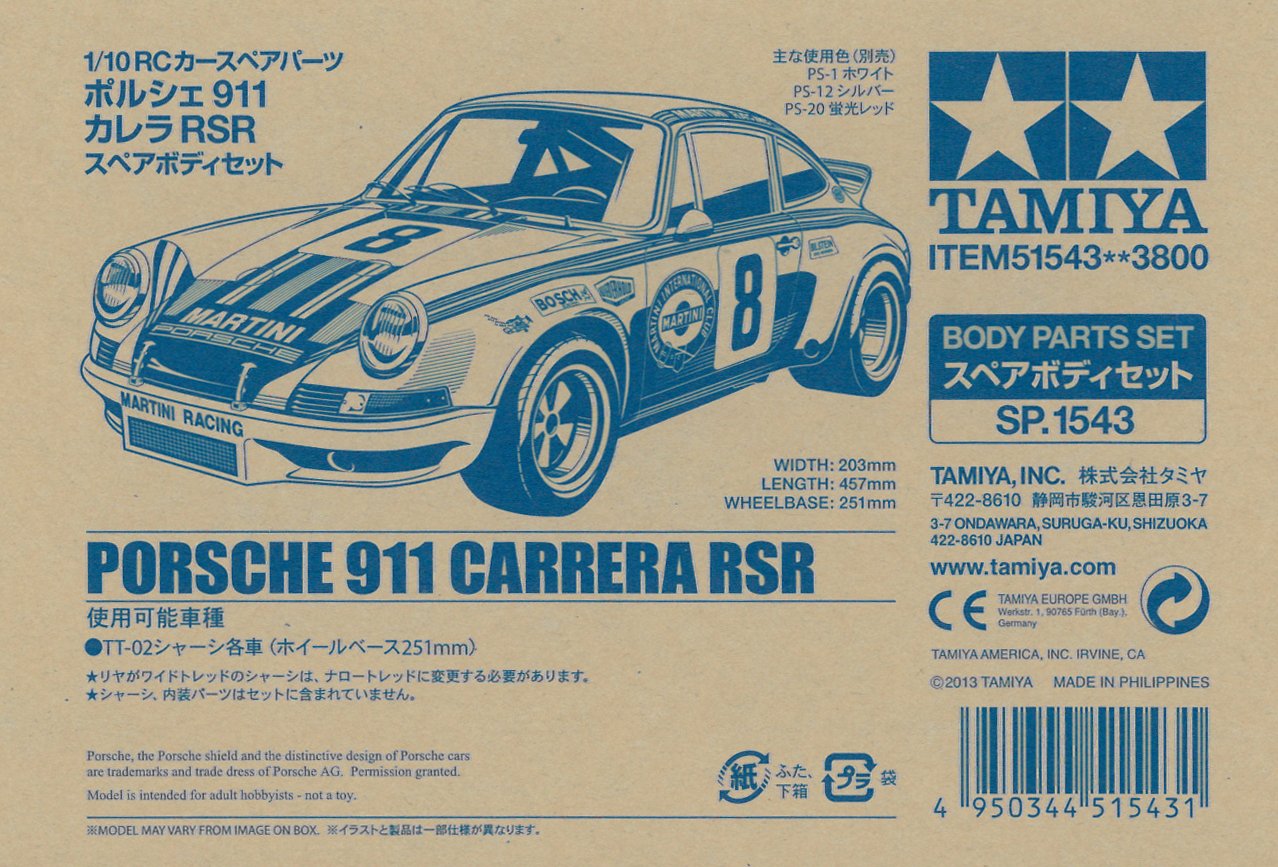 1/10 RCカースペアパーツ
ポルシェ 911
カレラ RSR
スペアボディセット
主な使用色（別売）
PS-1 ホワイト
PS-12 シルバー
PS-20 蛍光レッド
MARTINI RACING
8
MARTINI
PORSCHE
MARTINI RACING
BOSCH
BILSTEIN
MARTINI INTERNATIONAL CLUB
MARTINI
8
WIDTH: 203mm
LENGTH: 457mm
WHEELBASE: 251mm
PORSCHE 911 CARRERA RSR
使用可能車種
●TT-02シャーシ各車（ホイールベース251mm）
★リヤがワイドトレッドのシャーシは、ナロートレッドに変更する必要があります。
★シャーシ、内装パーツはセットに含まれていません。
Porsche, the Porsche shield and the distinctive design of Porsche cars
are trademarks and trade dress of Porsche AG. Permission granted.
Model is intended for adult hobbyists - not a toy.
紙 ふた、
下箱
プラ 袋
※MODEL MAY VARY FROM IMAGE ON BOX. ※イラストと製品は一部仕様が異なります。
TAMIYA
ITEM51543**3800
BODY PARTS SET
スペアボディセット
SP.1543
TAMIYA, INC. 株式会社タミヤ
〒422-8610 静岡市駿河区恩田原3-7
3-7 ONDAWARA, SURUGA-KU, SHIZUOKA
422-8610 JAPAN
www.tamiya.com
CE TAMIYA EUROPE GMBH
Werkstr. 1, 90765 Fürth (Bay.),
Germany
TAMIYA AMERICA, INC. IRVINE, CA
©2013 TAMIYA MADE IN PHILIPPINES
4 950344 515431